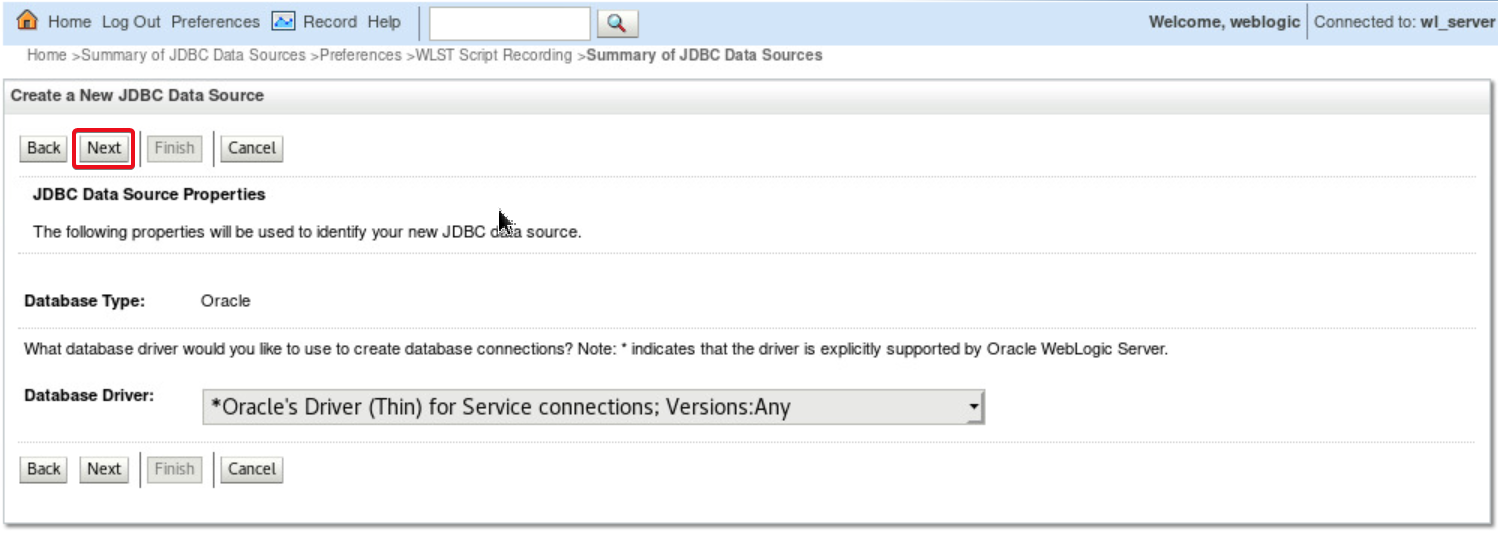 Home Log Out Preferences Record Help Welcome, weblogic Connected to: wl_server
Home >Summary of JDBC Data Sources >Preferences >WLST Script Recording >Summary of JDBC Data Sources
Create a New JDBC Data Source
Back Next Finish Cancel
JDBC Data Source Properties
The following properties will be used to identify your new JDBC data source.
Database Type: Oracle
What database driver would you like to use to create database connections? Note: * indicates that the driver is explicitly supported by Oracle WebLogic Server.
Database Driver: *Oracle's Driver (Thin) for Service connections; Versions:Any
Back Next Finish Cancel